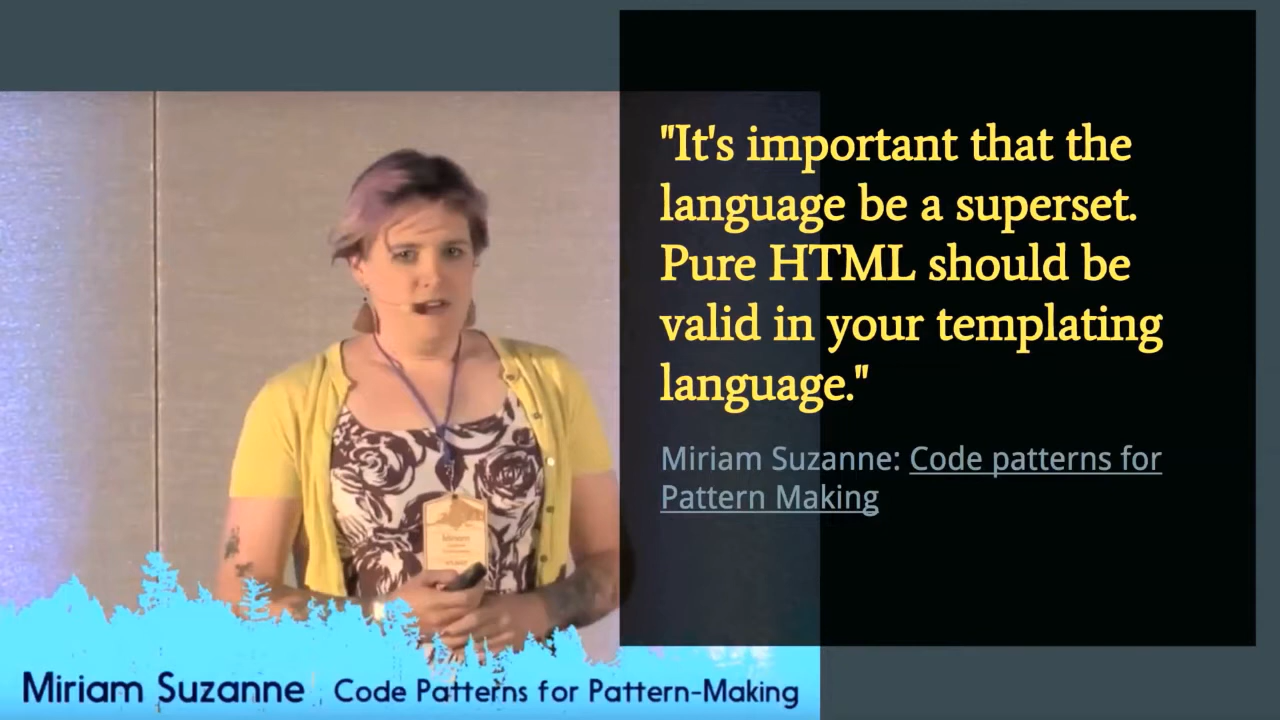 "It's important that the
language be a superset.
Pure HTML should be
valid in your templating
language."
Miriam Suzanne: Code patterns for
Pattern Making
Miriam
Miriam Suzanne Code Patterns for Pattern-Making